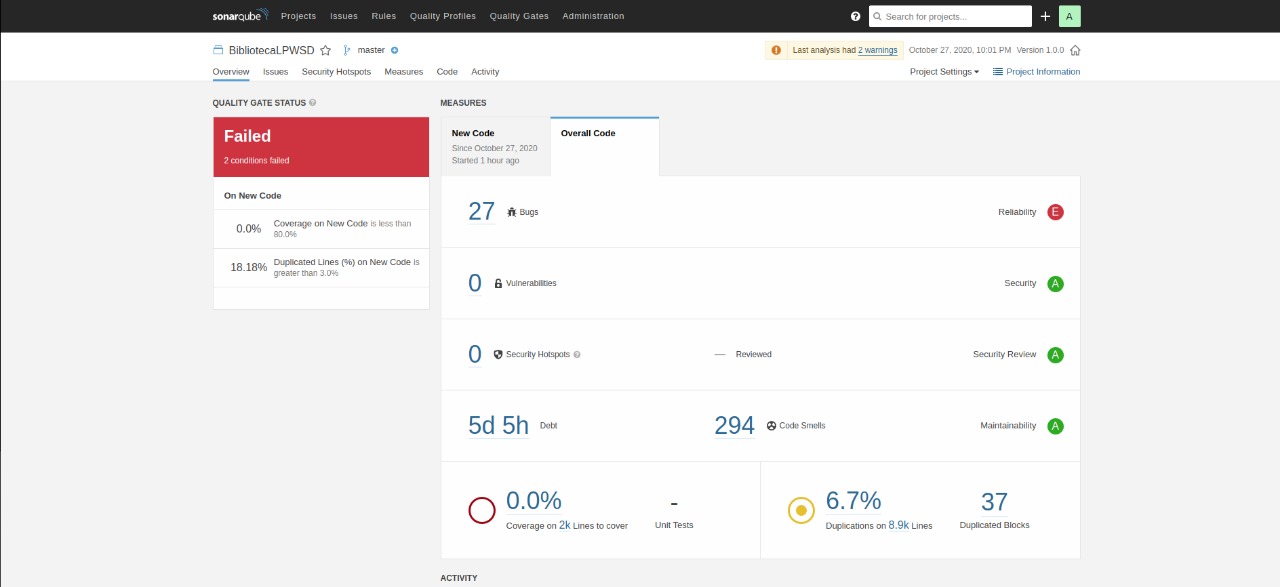 sonarqube Projects Issues Rules Quality Profiles Quality Gates Administration Search for projects... A
BibliotecaLPWSD master Last analysis had 2 warnings October 27, 2020, 10:01 PM Version 1.0.0
Overview Issues Security Hotspots Measures Code Activity Project Settings Project Information
QUALITY GATE STATUS
Failed
2 conditions failed
On New Code
0.0% Coverage on New Code is less than
80.0%
18.18% Duplicated Lines (%) on New Code is
greater than 3.0%
MEASURES
New Code
Since October 27, 2020
Started 1 hour ago
Overall Code
27 Bugs Reliability E
0 Vulnerabilities Security A
0 Security Hotspots — Reviewed Security Review A
5d 5h Debt 294 Code Smells Maintainability A
0.0%
Coverage on 2k Lines to cover
-
Unit Tests
6.7%
Duplications on 8.9k Lines
37
Duplicated Blocks
ACTIVITY